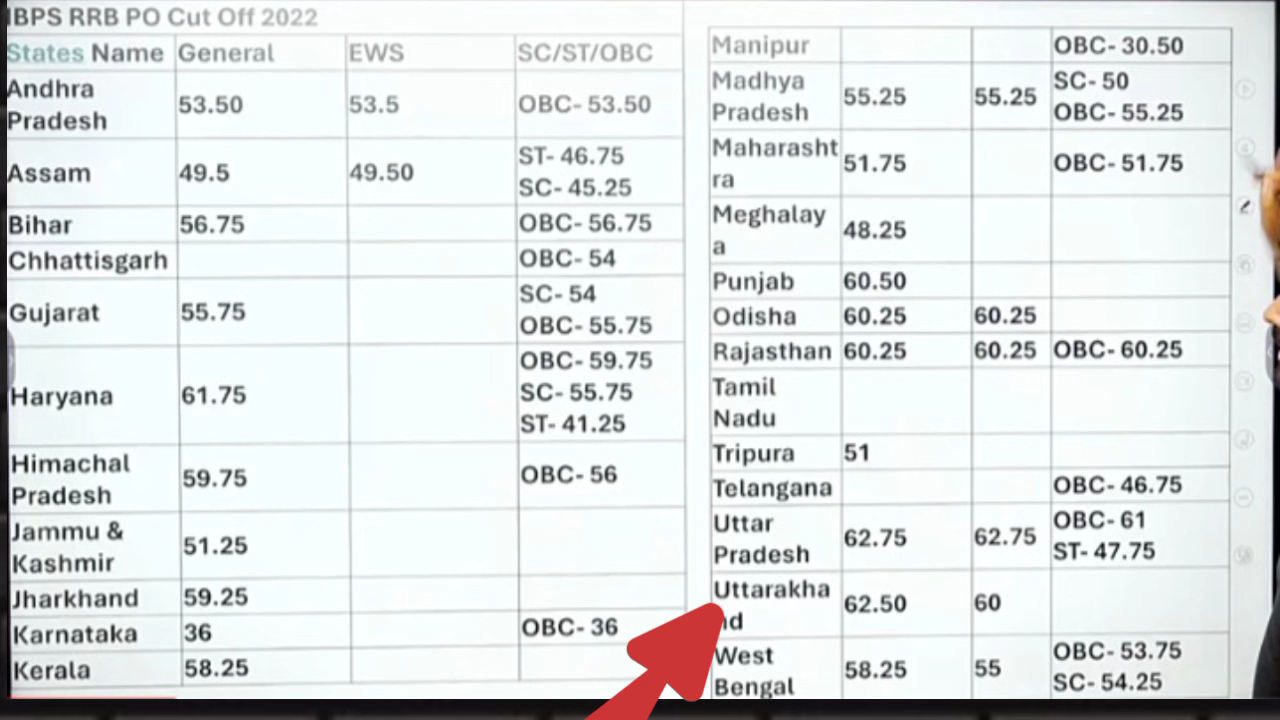 IBPS RRB PO Cut Off 2022
States Name General EWS SC/ST/OBC
Andhra
Pradesh 53.50 53.5 OBC- 53.50
Assam 49.5 49.50 ST- 46.75
SC- 45.25
Bihar 56.75 OBC- 56.75
Chhattisgarh OBC- 54
Gujarat 55.75 SC- 54
OBC- 55.75
Haryana 61.75 OBC- 59.75
SC- 55.75
ST- 41.25
Himachal
Pradesh 59.75 OBC- 56
Jammu &
Kashmir 51.25
Jharkhand 59.25
Karnataka 36 OBC- 36
Kerala 58.25
Manipur OBC- 30.50
Madhya
Pradesh 55.25 55.25 SC- 50
OBC- 55.25
Maharasht
ra 51.75 OBC- 51.75
Meghalay
a 48.25
Punjab 60.50
Odisha 60.25 60.25
Rajasthan 60.25 60.25 OBC- 60.25
Tamil
Nadu
Tripura 51
Telangana OBC- 46.75
Uttar
Pradesh 62.75 62.75 OBC- 61
ST- 47.75
Uttarakha
nd 62.50 60
West
Bengal 58.25 55 OBC- 53.75
SC- 54.25